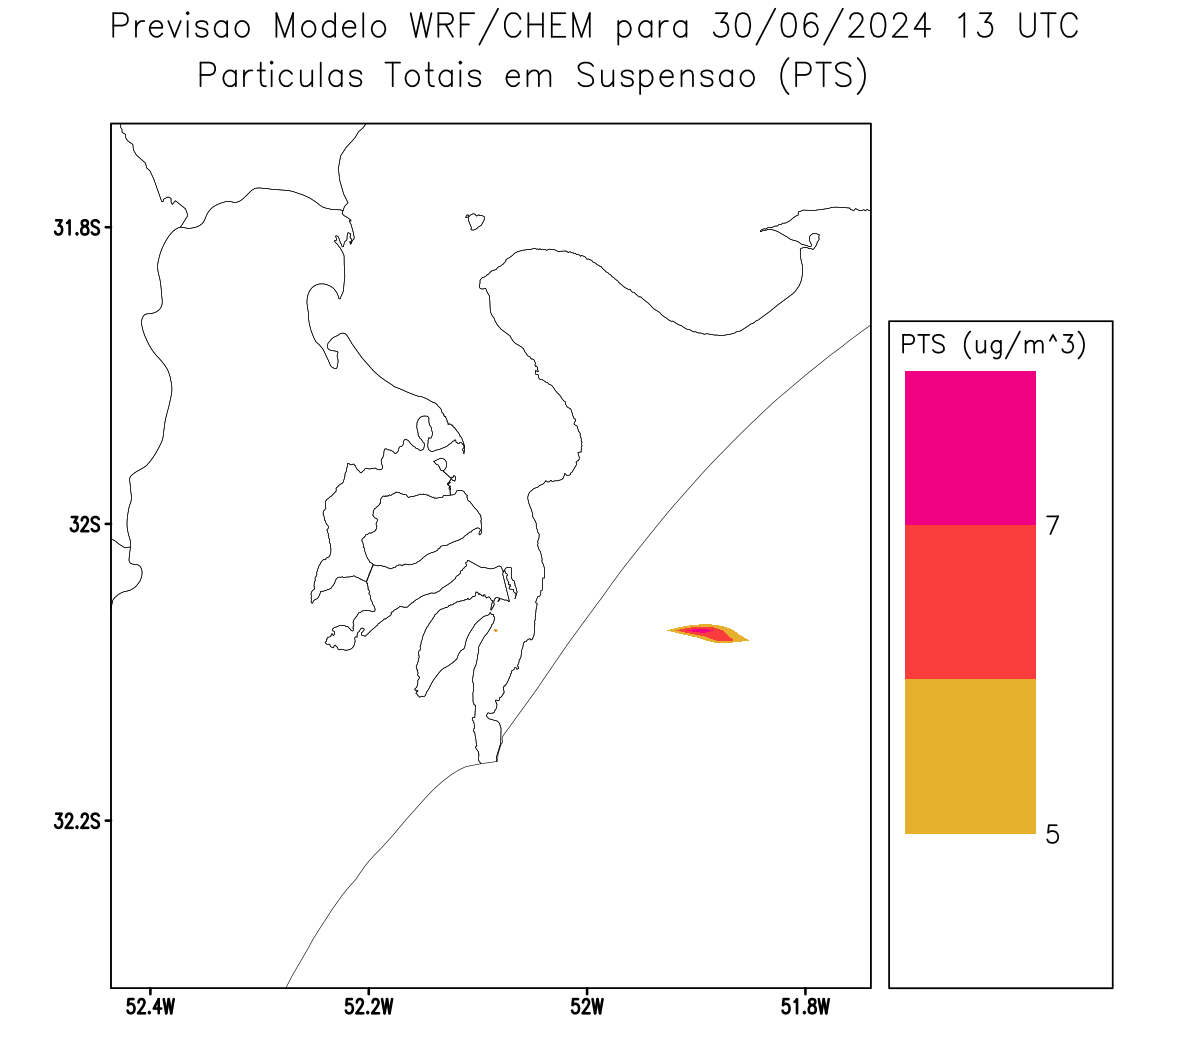 Previsao Modelo WRF/CHEM para 30/06/2024 13 UTC
Particulas Totais em Suspensao (PTS)
31.8S
32S
32.2S
52.4W
52.2W
52W
51.8W
PTS (ug/m^3)
7
5